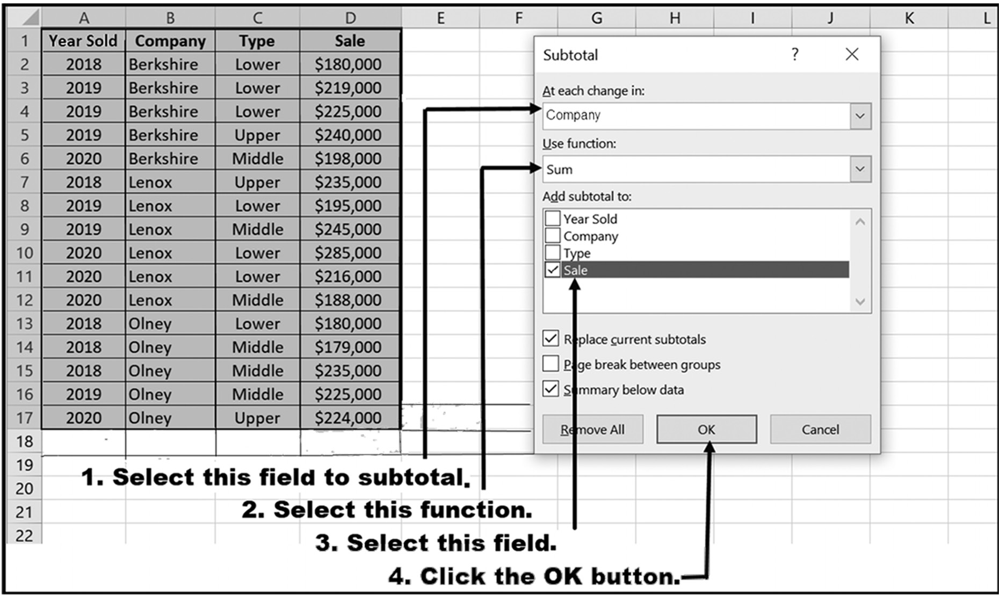 A B C D E F G H I J K L
1 Year Sold Company Type Sale
2 2018 Berkshire Lower $180,000
3 2019 Berkshire Lower $219,000
4 2019 Berkshire Lower $225,000
5 2019 Berkshire Upper $240,000
6 2020 Berkshire Middle $198,000
7 2018 Lenox Upper $235,000
8 2019 Lenox Lower $195,000
9 2019 Lenox Middle $245,000
10 2020 Lenox Lower $285,000
11 2020 Lenox Lower $216,000
12 2020 Lenox Middle $188,000
13 2018 Olney Lower $180,000
14 2018 Olney Middle $179,000
15 2018 Olney Middle $235,000
16 2019 Olney Middle $225,000
17 2020 Olney Upper $224,000
18
19
20
21
22
Subtotal ? X
At each change in:
Company
Use function:
Sum
Add subtotal to:
Year Sold
Company
Type
Sale
Replace current subtotals
Page break between groups
Summary below data
Remove All OK Cancel
1. Select this field to subtotal.
2. Select this function.
3. Select this field.
4. Click the OK button.